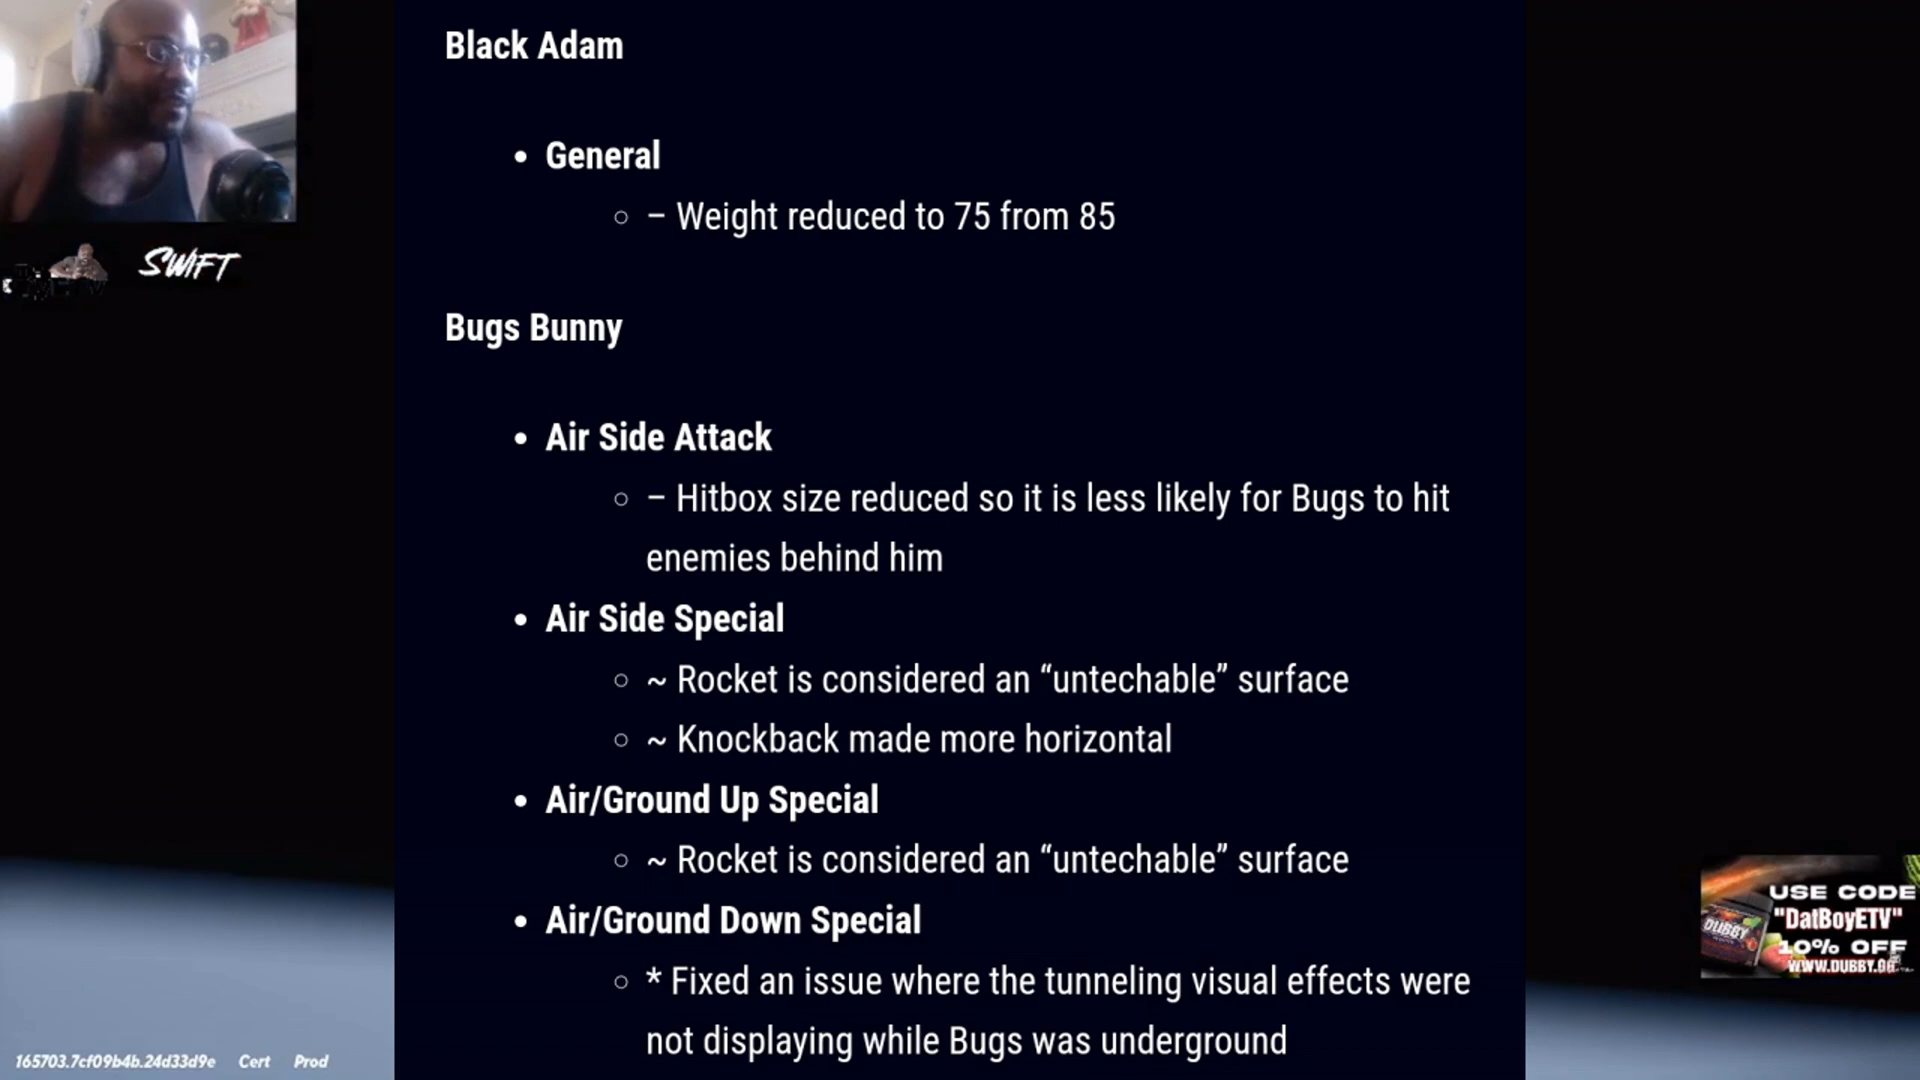 Black Adam
• General
○ – Weight reduced to 75 from 85
Bugs Bunny
• Air Side Attack
○ – Hitbox size reduced so it is less likely for Bugs to hit
enemies behind him
• Air Side Special
○ ~ Rocket is considered an “untechable” surface
○ ~ Knockback made more horizontal
• Air/Ground Up Special
○ ~ Rocket is considered an “untechable” surface
• Air/Ground Down Special
○ * Fixed an issue where the tunneling visual effects were
not displaying while Bugs was underground
SWIFT
USE CODE
"DatBoyETV"
10% OFF
WWW.DUBBY.GG
DUBBY
165703.7cf09b4b.24d33d9e Cert Prod